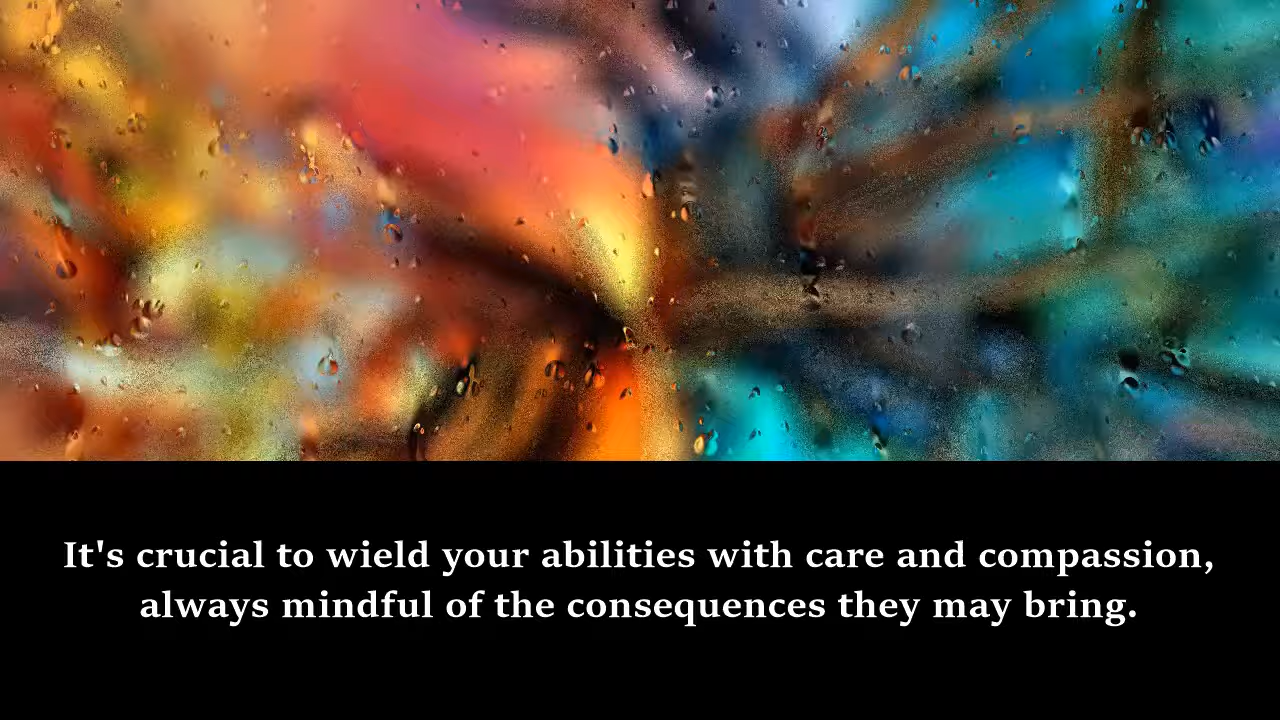 It's crucial to wield your abilities with care and compassion,
always mindful of the consequences they may bring.